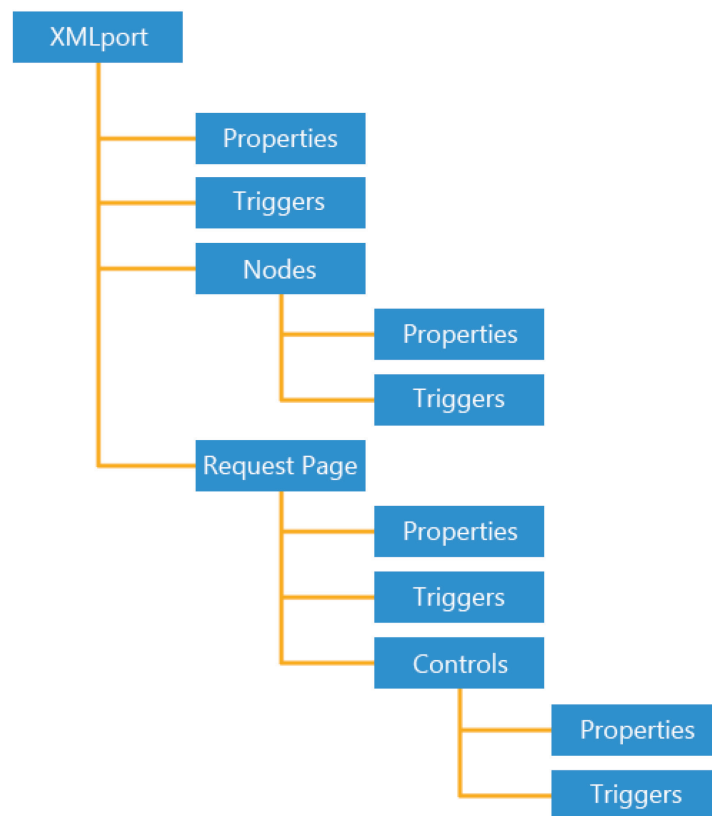 XMLport
Properties
Triggers
Nodes
Properties
Triggers
Request Page
Properties
Triggers
Controls
Properties
Triggers